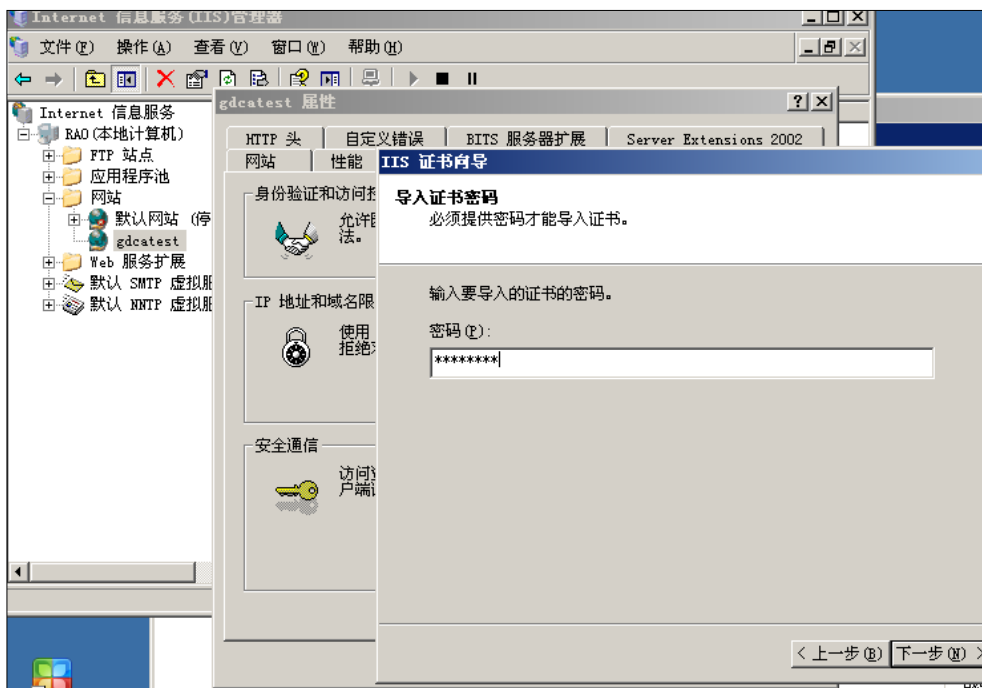 Internet 信息服务(IIS)管理器
文件(F) 操作(A) 查看(V) 窗口(W) 帮助(H)
Internet 信息服务
RAO(本地计算机)
FTP 站点
应用程序池
网站
默认网站 (停
gdcatest
Web 服务扩展
默认 SMTP 虚拟服
默认 NNTP 虚拟服
gdcatest 属性
HTTP 头 自定义错误 BITS 服务器扩展 Server Extensions 2002
网站 性能
身份验证和访问控
允许
法。
IP 地址和域名限
使用
拒绝
安全通信
访问
户端
IIS 证书向导
导入证书密码
必须提供密码才能导入证书。
输入要导入的证书的密码。
密码(P):
********
< 上一步(B) 下一步(N) >